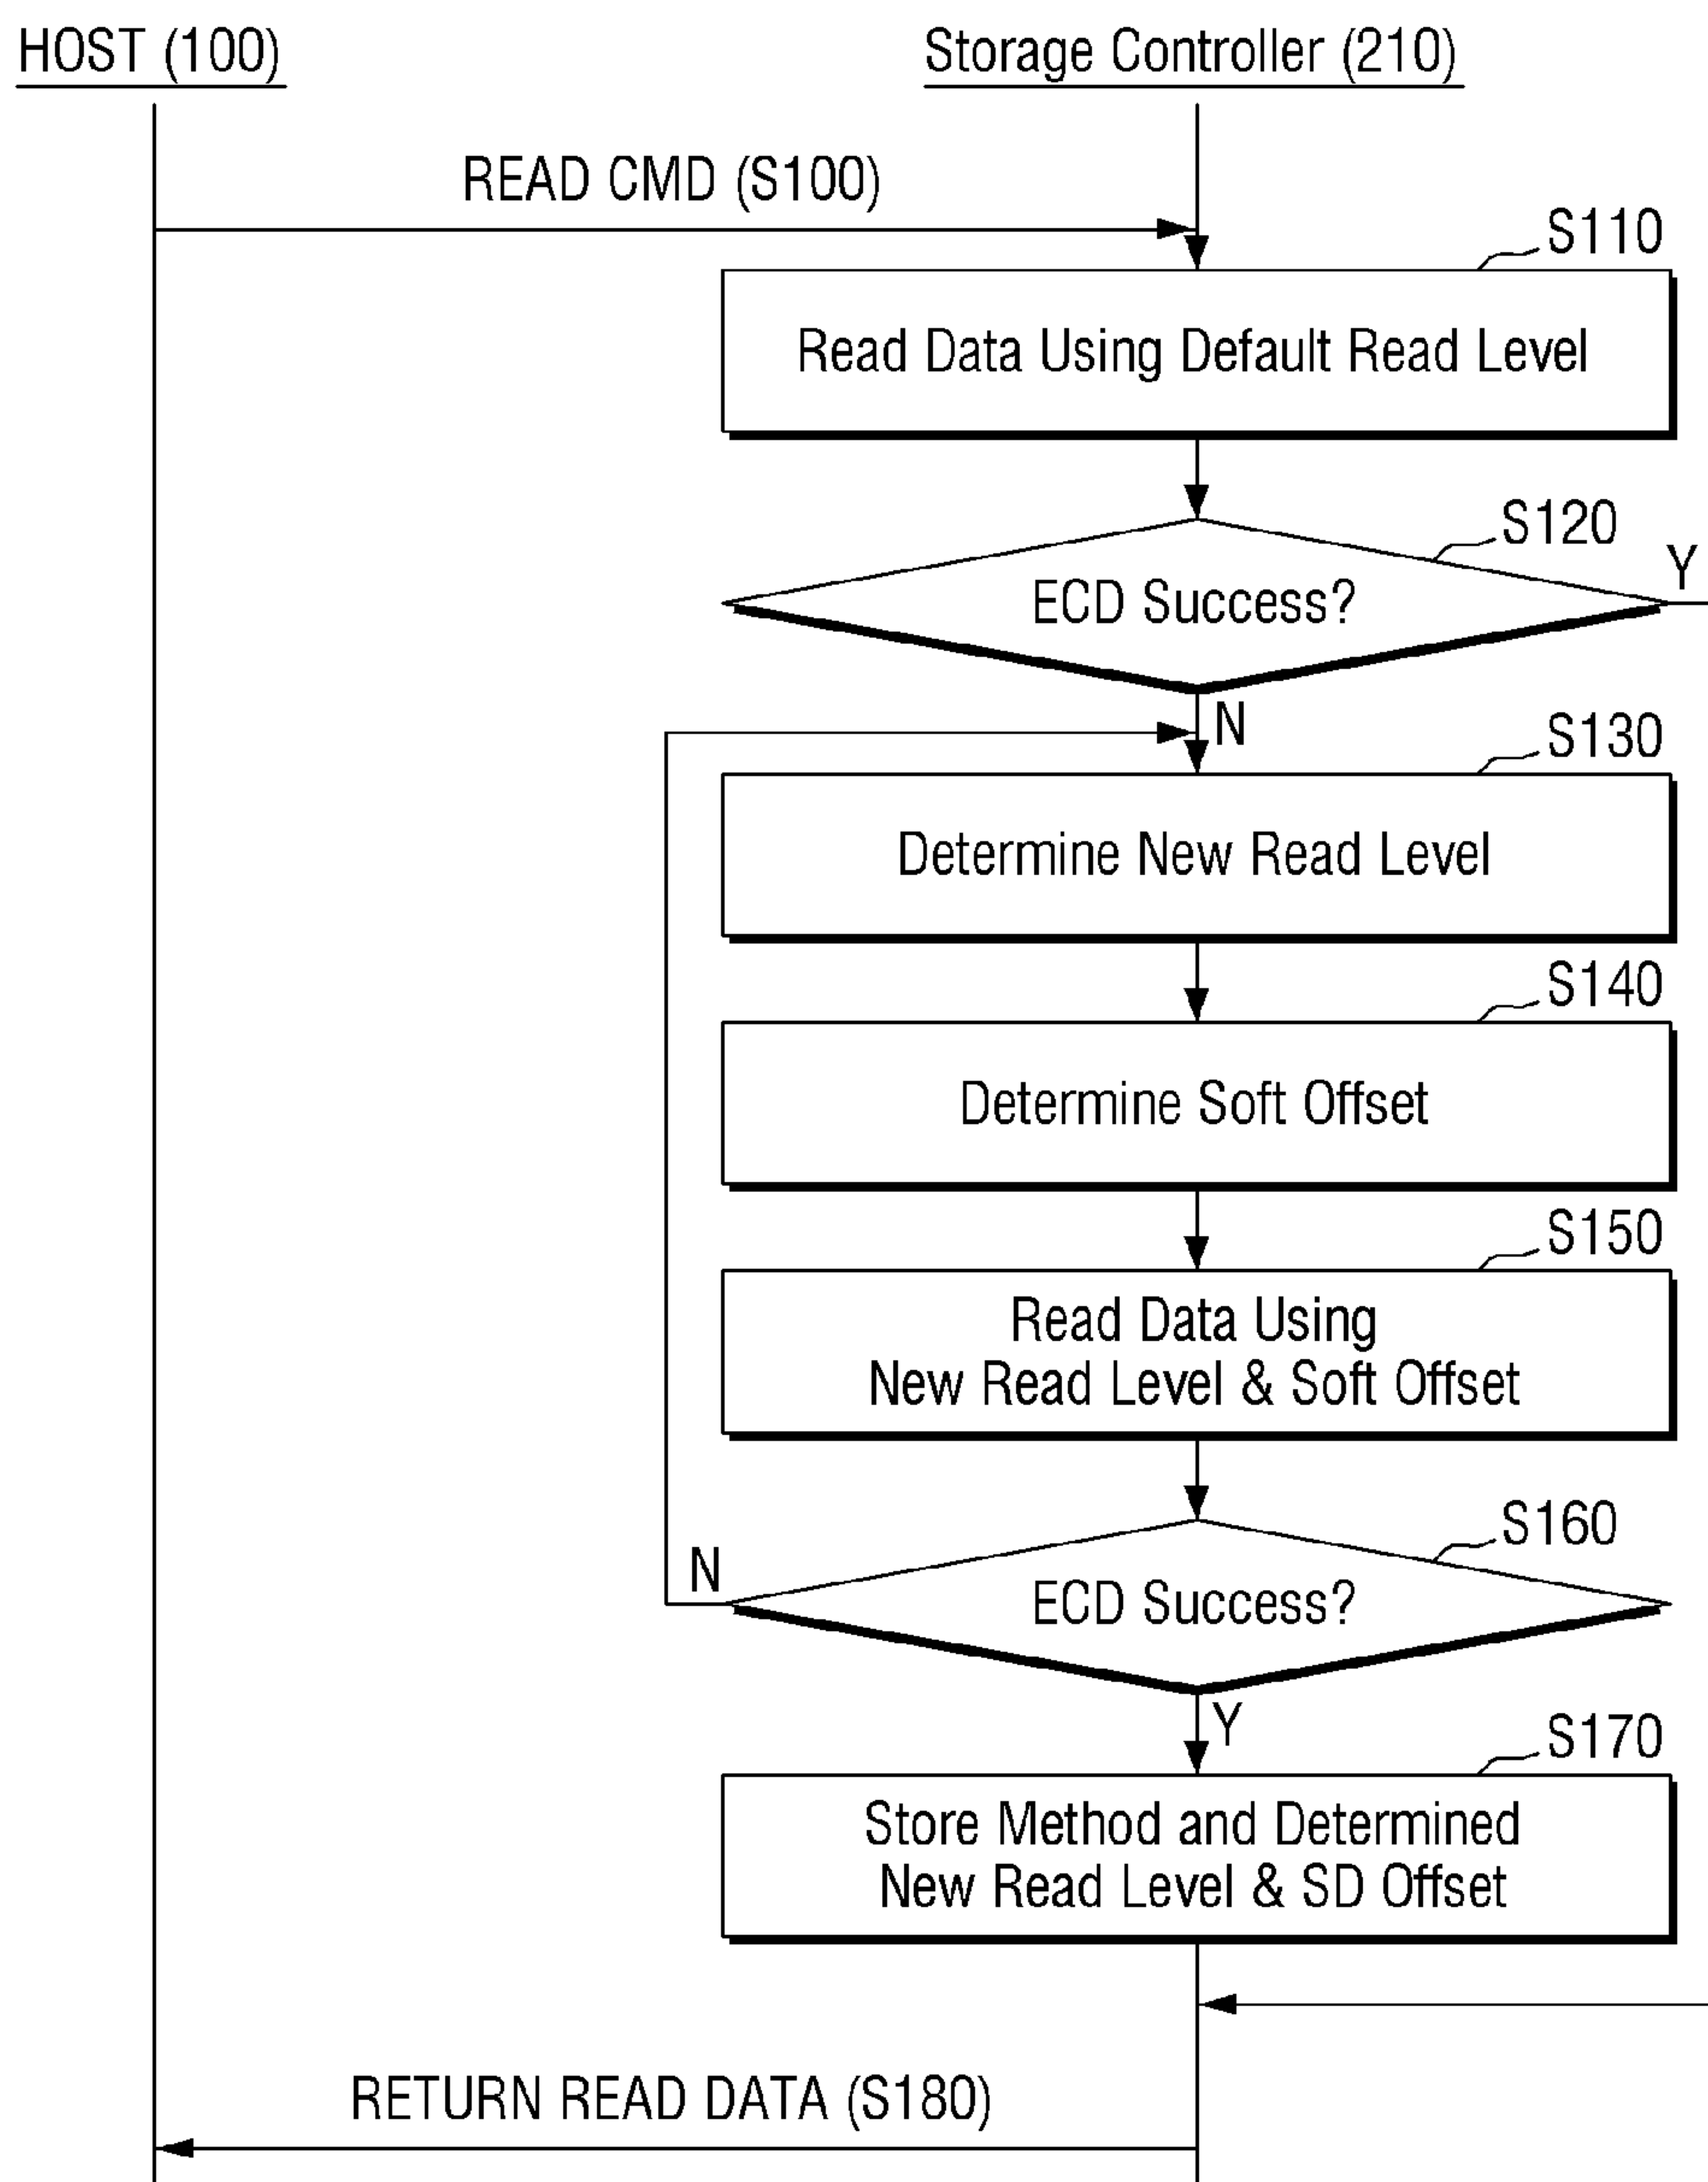 HOST (100)
Storage Controller (210)
READ CMD (S100)
S110
Read Data Using Default Read Level
S120
ECD Success?
Y
N
S130
Determine New Read Level
S140
Determine Soft Offset
S150
Read Data Using
New Read Level & Soft Offset
S160
ECD Success?
N
Y
S170
Store Method and Determined
New Read Level & SD Offset
RETURN READ DATA (S180)